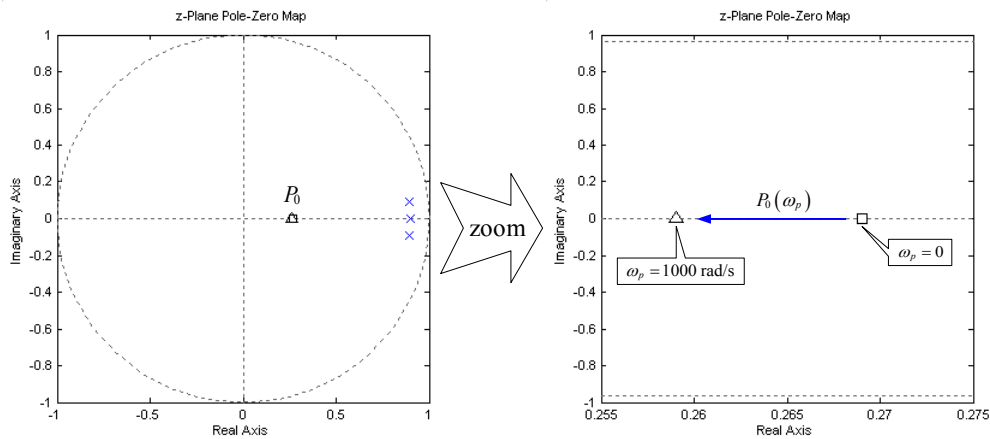 z-Plane Pole-Zero Map
1
0.8
0.6
0.4
0.2
0
-0.2
-0.4
-0.6
-0.8
-1
Imaginary Axis
P₀
-1
-0.5
0
0.5
1
Real Axis
zoom
z-Plane Pole-Zero Map
1
0.8
0.6
0.4
0.2
0
-0.2
-0.4
-0.6
-0.8
-1
Imaginary Axis
P₀(ωₚ)
ωₚ = 0
ωₚ = 1000 rad/s
0.255
0.26
0.265
0.27
0.275
Real Axis